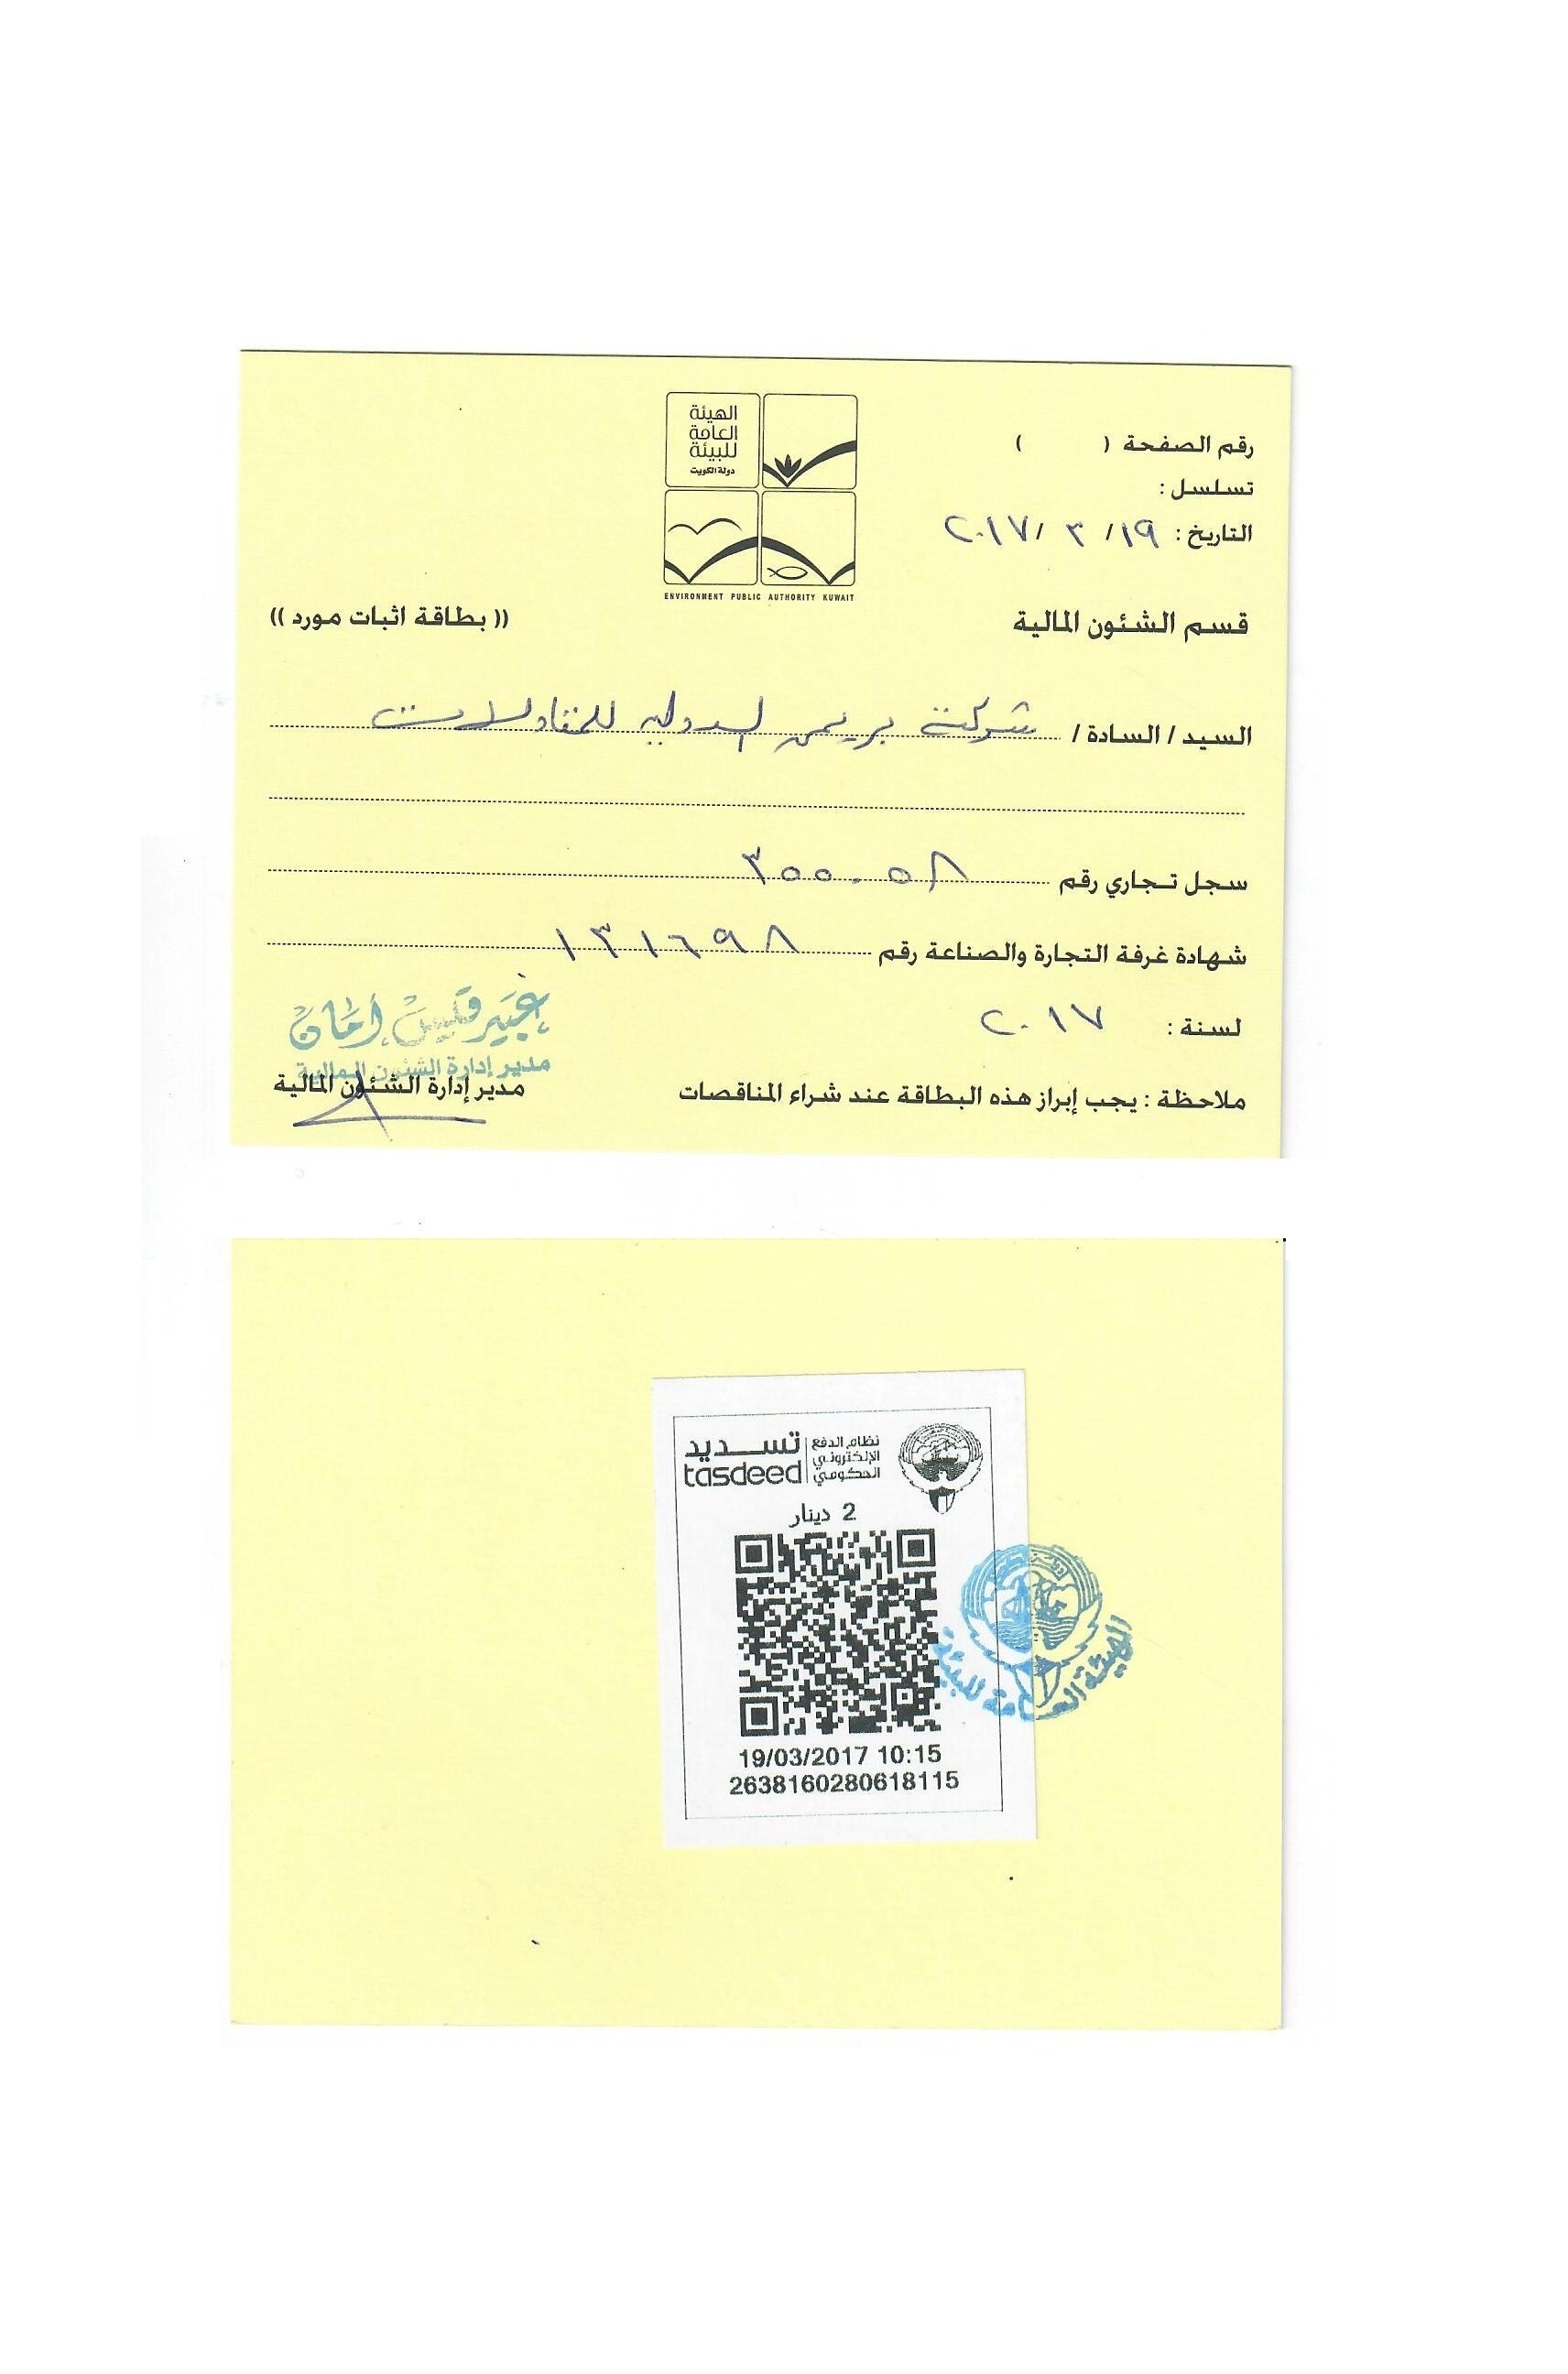 الهيئة
العامة
للبيئة
دولة الكويت
ENVIRONMENT PUBLIC AUTHORITY KUWAIT
رقم الصفحة (          )
تسلسل :
التاريخ : ١٩/ ٣ /٢٠١٧
قسم الشئون المالية
(( بطاقة اثبات مورد ))
السيد / السادة / شركة بريمن الدولية للمقاولات
سجل تجاري رقم ٣٥٥٠٥٨
شهادة غرفة التجارة والصناعة رقم ١٣١٦٩٨
لسنة : ٢٠١٧
عبير قيس أمان
مدير إدارة الشئون المالية
مدير إدارة الشئون المالية
ملاحظة : يجب إبراز هذه البطاقة عند شراء المناقصات
تسديد
tasdeed
نظام الدفع
الإلكتروني
الحكومي
2 دينار
19/03/2017 10:15
2638160280618115
الهيئة العامة للبيئة